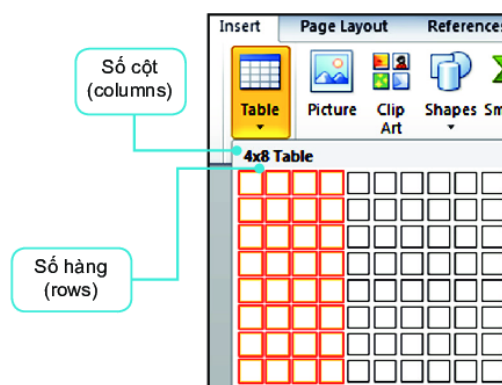 Insert Page Layout References
Số cột
(columns)
Table Picture Clip Art Shapes
4x8 Table
Số hàng
(rows)